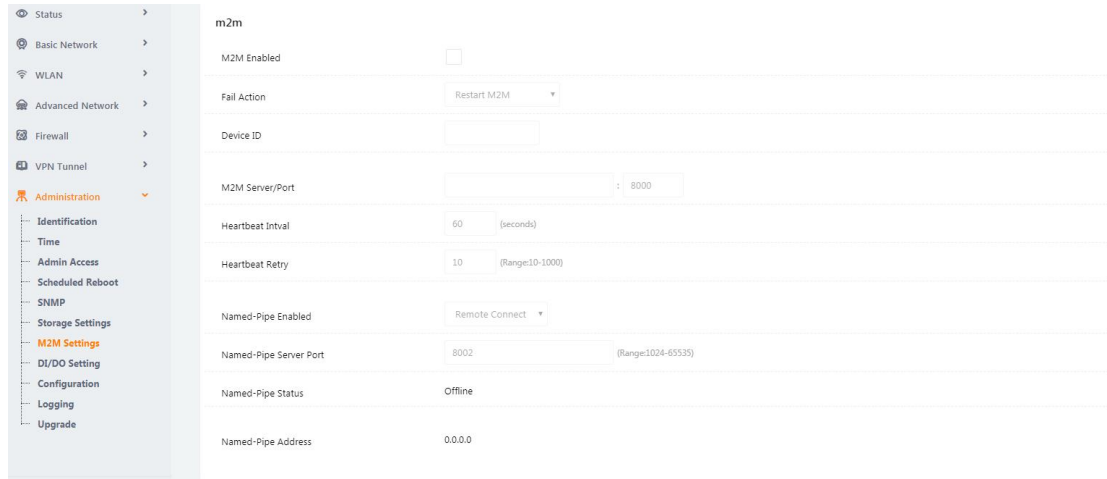 Status
Basic Network
WLAN
Advanced Network
Firewall
VPN Tunnel
Administration
Identification
Time
Admin Access
Scheduled Reboot
SNMP
Storage Settings
M2M Settings
DI/DO Setting
Configuration
Logging
Upgrade
m2m
M2M Enabled
Fail Action Restart M2M
Device ID
M2M Server/Port : 8000
Heartbeat Intval 60 (seconds)
Heartbeat Retry 10 (Range:10-1000)
Named-Pipe Enabled Remote Connect
Named-Pipe Server Port 8002 (Range:1024-65535)
Named-Pipe Status Offline
Named-Pipe Address 0.0.0.0